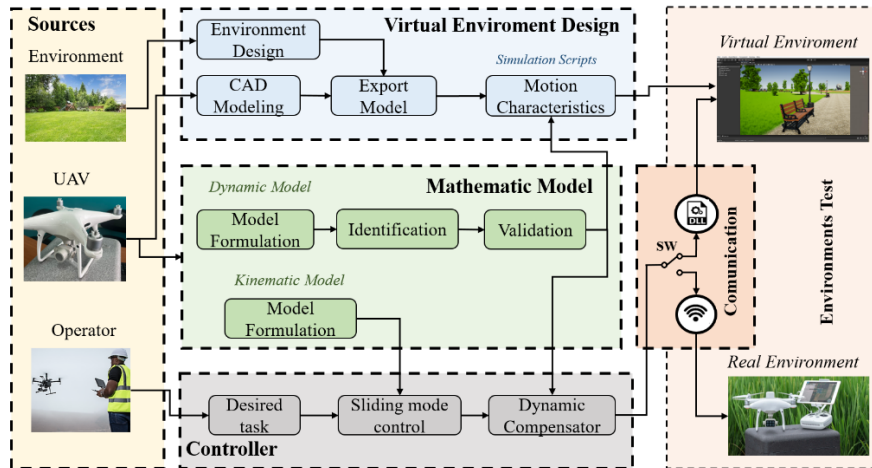 Sources
Environment
UAV
Operator
Virtual Enviroment Design
Environment
Design
Simulation Scripts
CAD
Modeling
Export
Model
Motion
Characteristics
Dynamic Model
Mathematic Model
Model
Formulation
Identification
Validation
Kinematic Model
Model
Formulation
Desired
task
Sliding mode
control
Dynamic
Compensator
Controller
SW
DLL
Comunication
Virtual Enviroment
Environments Test
Real Environment